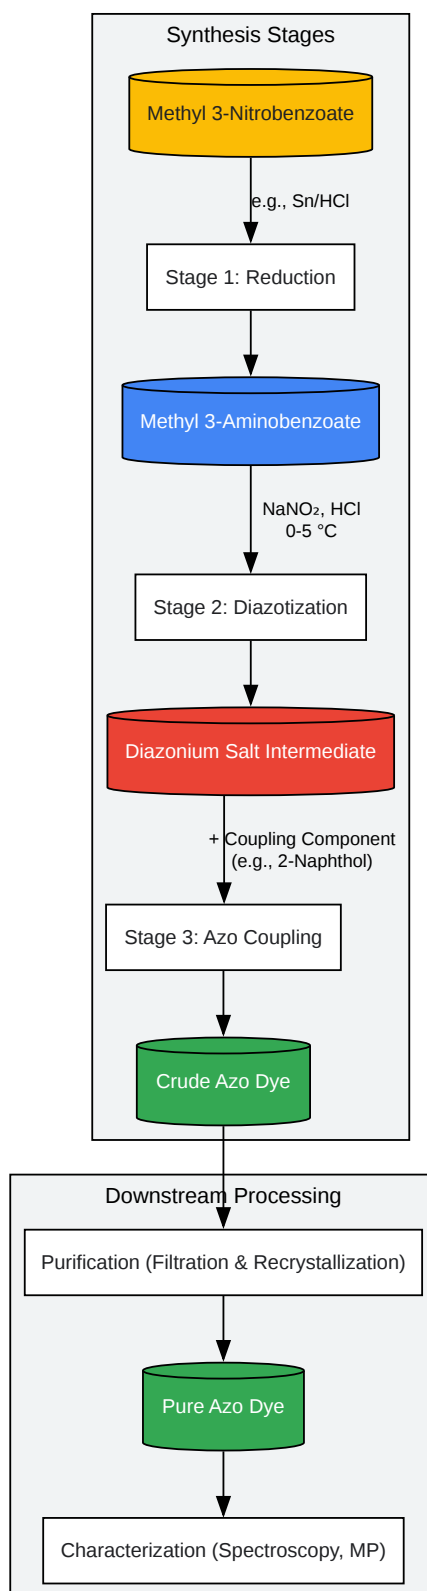 Synthesis Stages
Methyl 3-Nitrobenzoate
e.g., Sn/HCl
Stage 1: Reduction
Methyl 3-Aminobenzoate
NaNO₂, HCl
0-5 °C
Stage 2: Diazotization
Diazonium Salt Intermediate
+ Coupling Component
(e.g., 2-Naphthol)
Stage 3: Azo Coupling
Crude Azo Dye
Downstream Processing
Purification (Filtration & Recrystallization)
Pure Azo Dye
Characterization (Spectroscopy, MP)